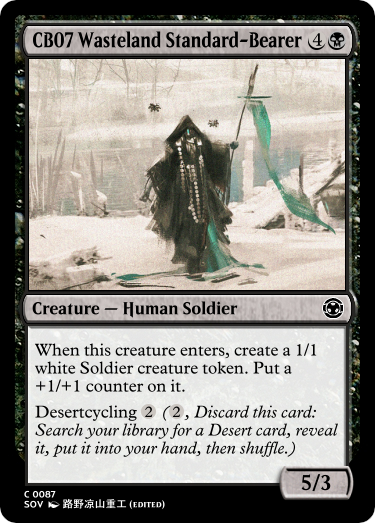 CB07 Wasteland Standard-Bearer 4
Creature — Human Soldier
When this creature enters, create a 1/1
white Soldier creature token. Put a
+1/+1 counter on it.
Desertcycling 2 (2, Discard this card:
Search your library for a Desert card, reveal
it, put it into your hand, then shuffle.)
5/3
C 0087
SOV 路野凉山重工 (EDITED)